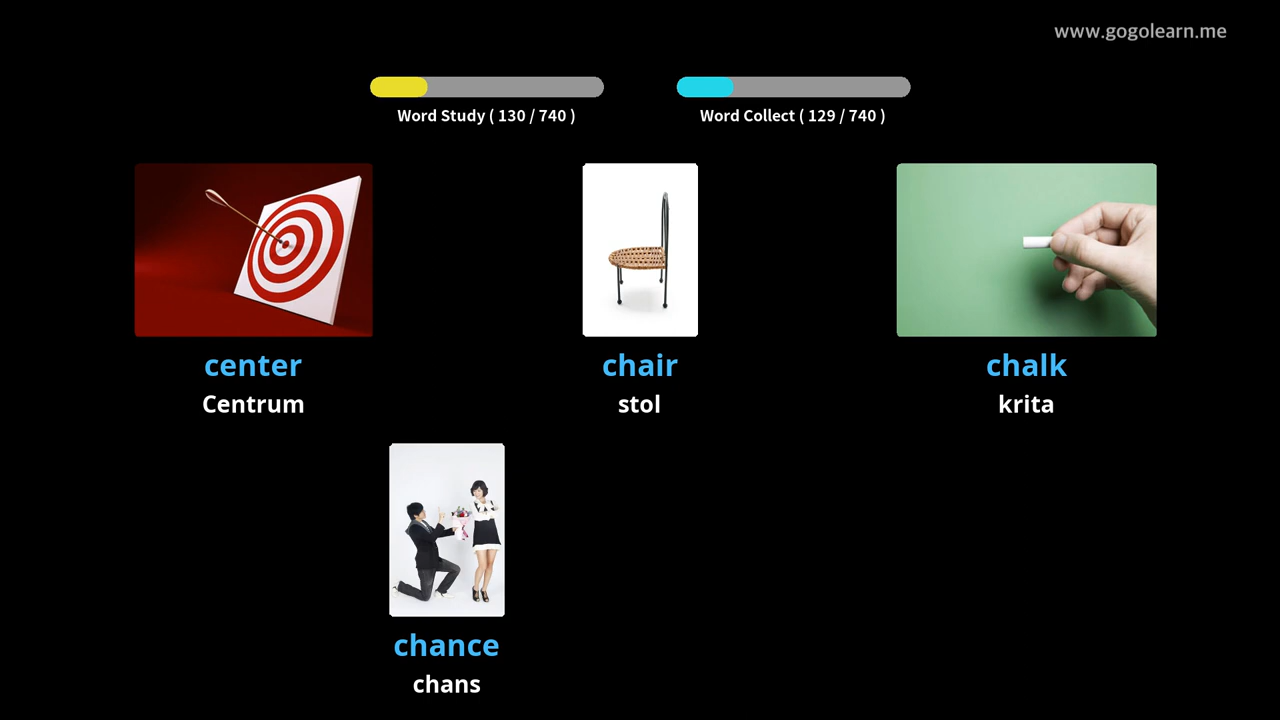 www.gogolearn.me
Word Study ( 130 / 740 )
Word Collect ( 129 / 740 )
center
Centrum
chair
stol
chalk
krita
chance
chans